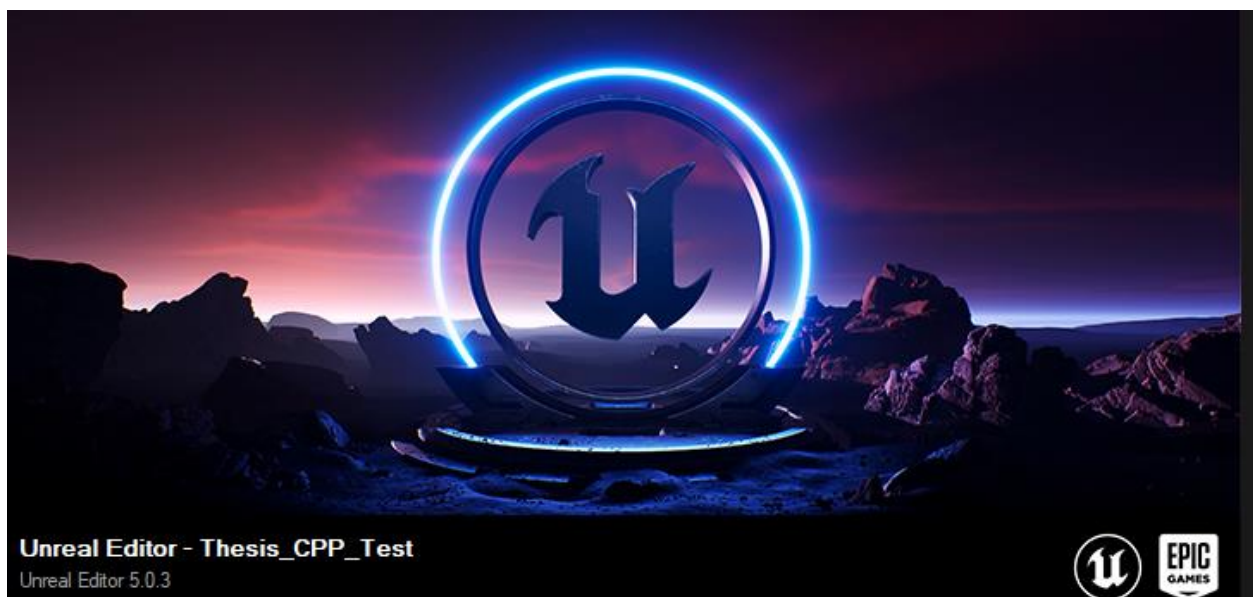 Unreal Editor - Thesis_CPP_Test
Unreal Editor 5.0.3
EPIC
GAMES